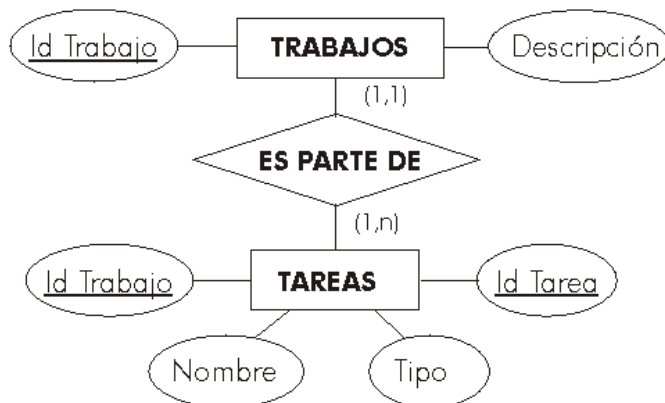 Id Trabajo TRABAJOS Descripción
(1,1)
ES PARTE DE
(1,n)
Id Trabajo TAREAS Id Tarea
Nombre Tipo